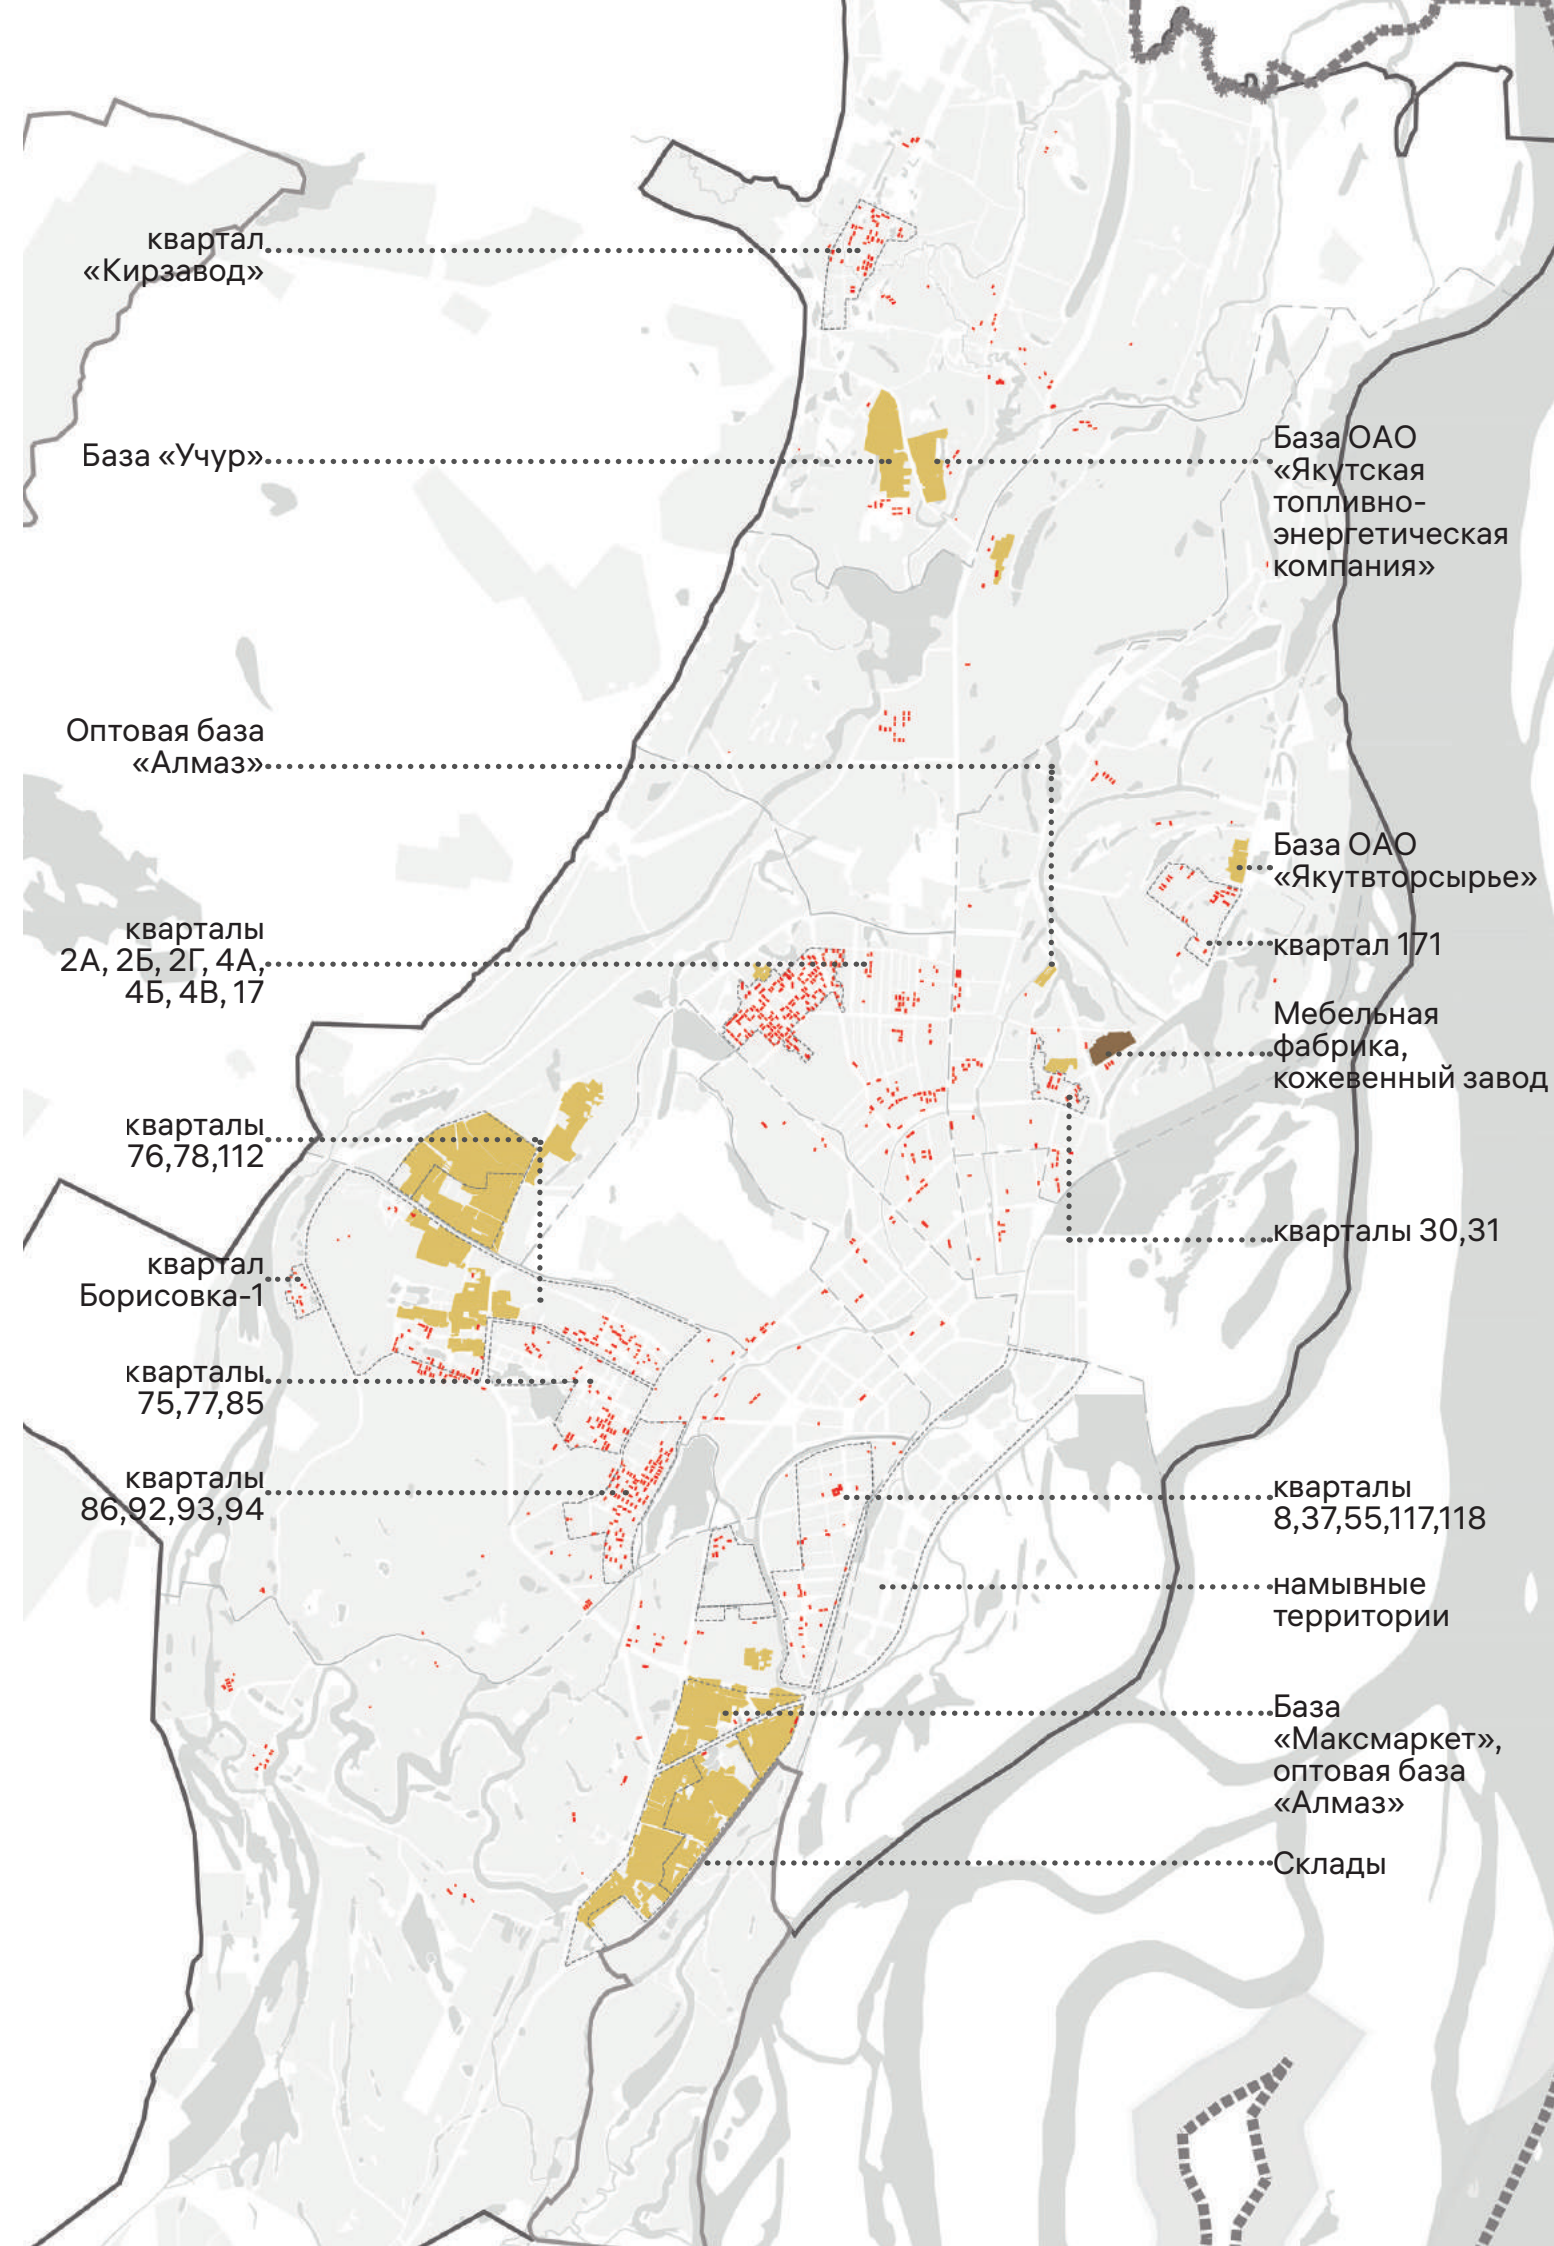 квартал
«Кирзавод»
База «Учур»
База ОАО
«Якутская
топливно-
энергетическая
компания»
Оптовая база
«Алмаз»
База ОАО
«Якутвторсырье»
кварталы
2А, 2Б, 2Г, 4А,
4Б, 4В, 17
квартал 171
Мебельная
фабрика,
кожевенный завод
кварталы
76,78,112
кварталы 30,31
квартал
Борисовка-1
кварталы
75,77,85
кварталы
86,92,93,94
кварталы
8,37,55,117,118
намывные
территории
База
«Максмаркет»,
оптовая база
«Алмаз»
Склады